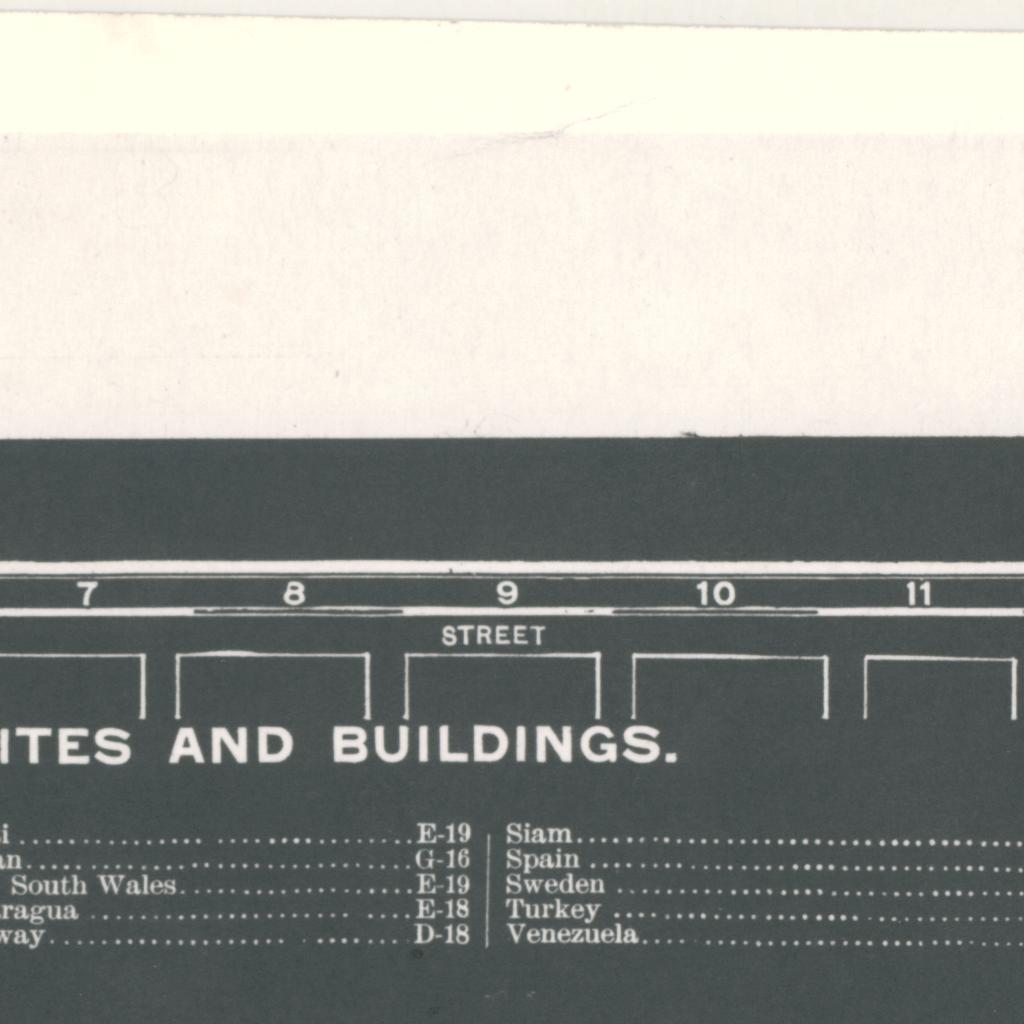 7 8 9 10 11
STREET
ITES AND BUILDINGS.
i E-19 Siam
an G-16 Spain
South Wales E-19 Sweden
ragua E-18 Turkey
way D-18 Venezuela